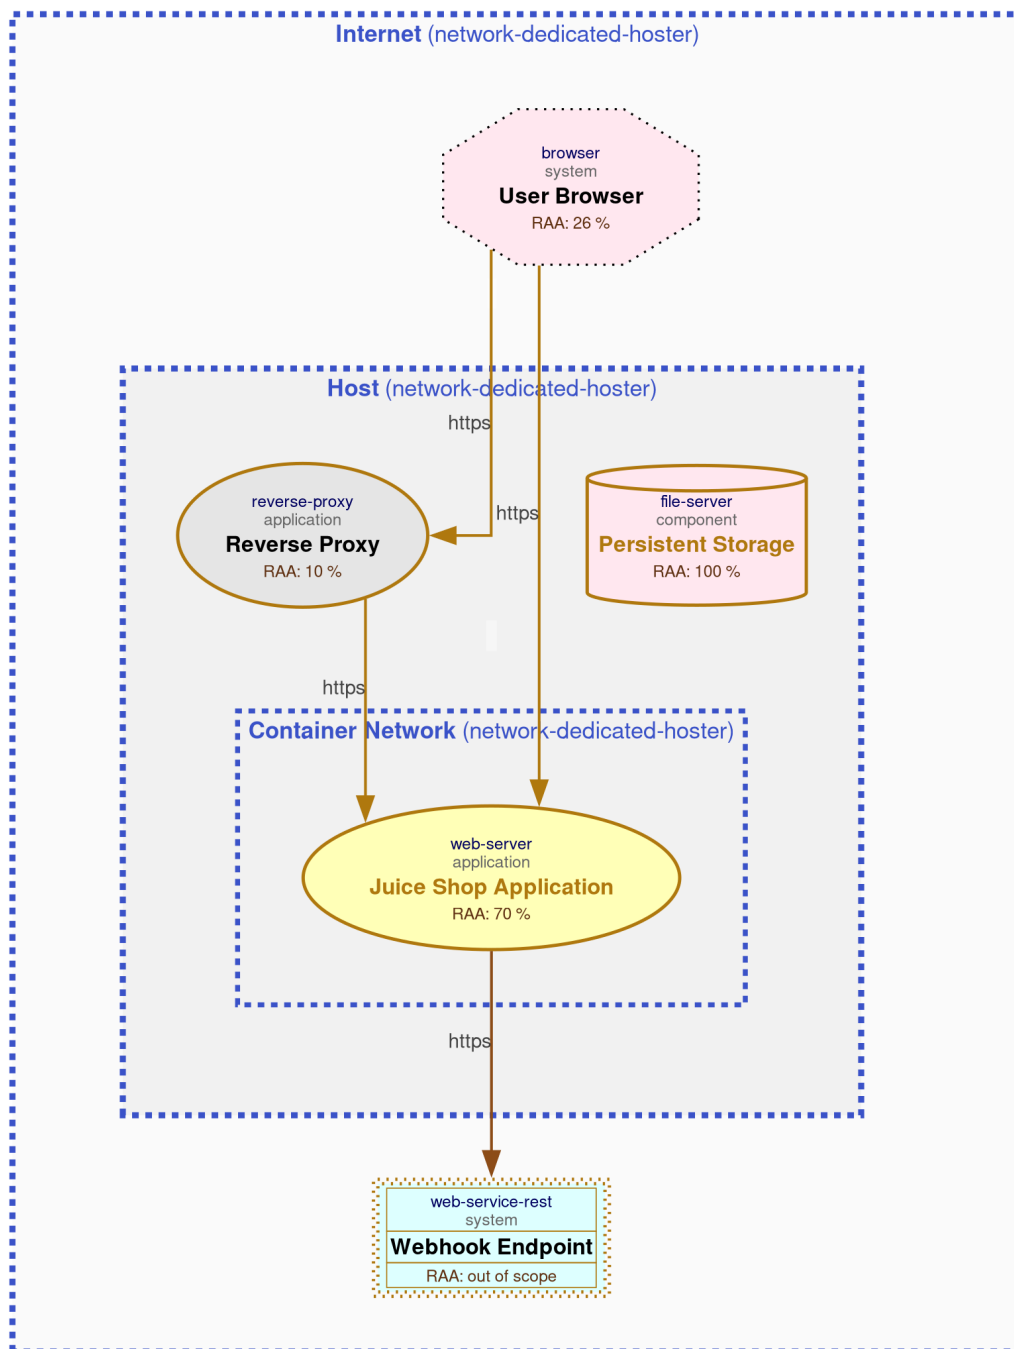 Internet (network-dedicated-hoster)
browser
system
User Browser
RAA: 26 %
Host (network-dedicated-hoster)
https
https
reverse-proxy
application
Reverse Proxy
RAA: 10 %
file-server
component
Persistent Storage
RAA: 100 %
https
Container Network (network-dedicated-hoster)
web-server
application
Juice Shop Application
RAA: 70 %
https
web-service-rest
system
Webhook Endpoint
RAA: out of scope